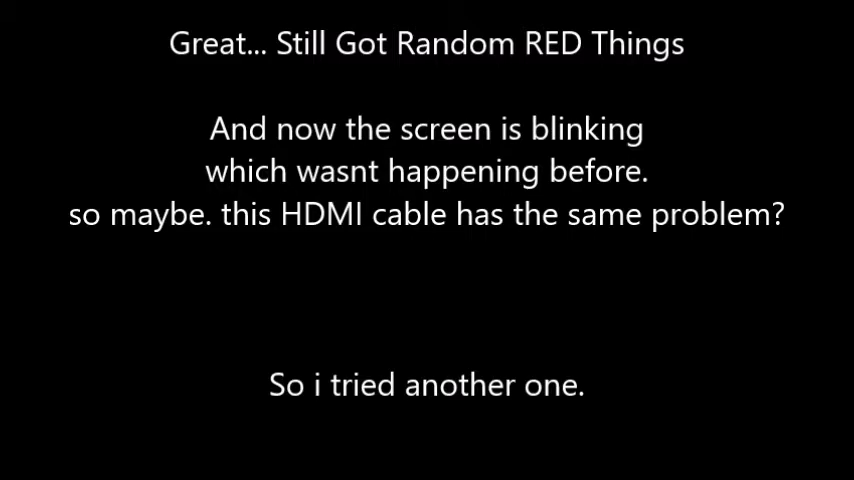 Great... Still Got Random RED Things
And now the screen is blinking
which wasnt happening before.
so maybe. this HDMI cable has the same problem?
So i tried another one.